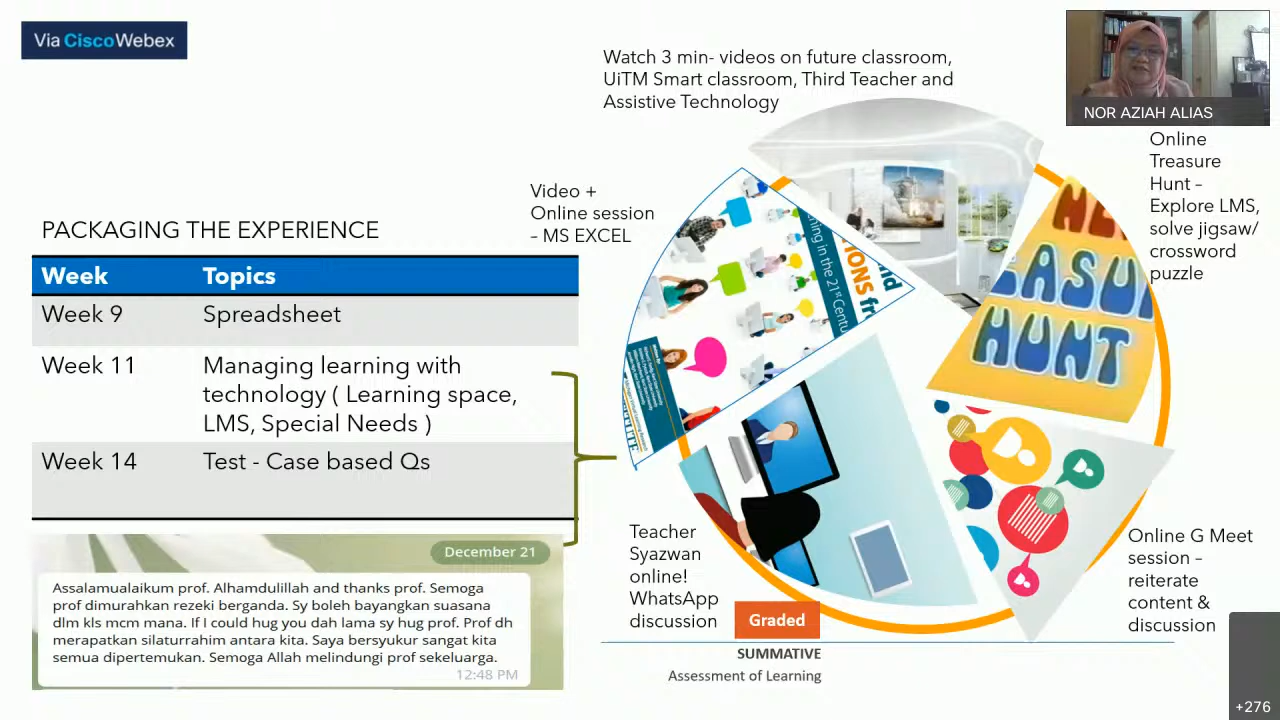 Via CiscoWebex
Watch 3 min- videos on future classroom,
UiTM Smart classroom, Third Teacher and
Assistive Technology
NOR AZIAH ALIAS
Online
Treasure
Hunt –
Explore LMS,
solve jigsaw/
crossword
puzzle
Video +
Online session
– MS EXCEL
PACKAGING THE EXPERIENCE
Week Topics
Week 9 Spreadsheet
Week 11 Managing learning with
technology ( Learning space,
LMS, Special Needs )
Week 14 Test - Case based Qs
HUNT
Teacher
Syazwan
online!
WhatsApp
discussion
Graded
SUMMATIVE
Assessment of Learning
Online G Meet
session –
reiterate
content &
discussion
December 21
Assalamualaikum prof. Alhamdulillah and thanks prof. Semoga
prof dimurahkan rezeki berganda. Sy boleh bayangkan suasana
dlm kls mcm mana. If I could hug you dah lama sy hug prof. Prof dh
merapatkan silaturrahim antara kita. Saya bersyukur sangat kita
semua dipertemukan. Semoga Allah melindungi prof sekeluarga.
12:48 PM
+276